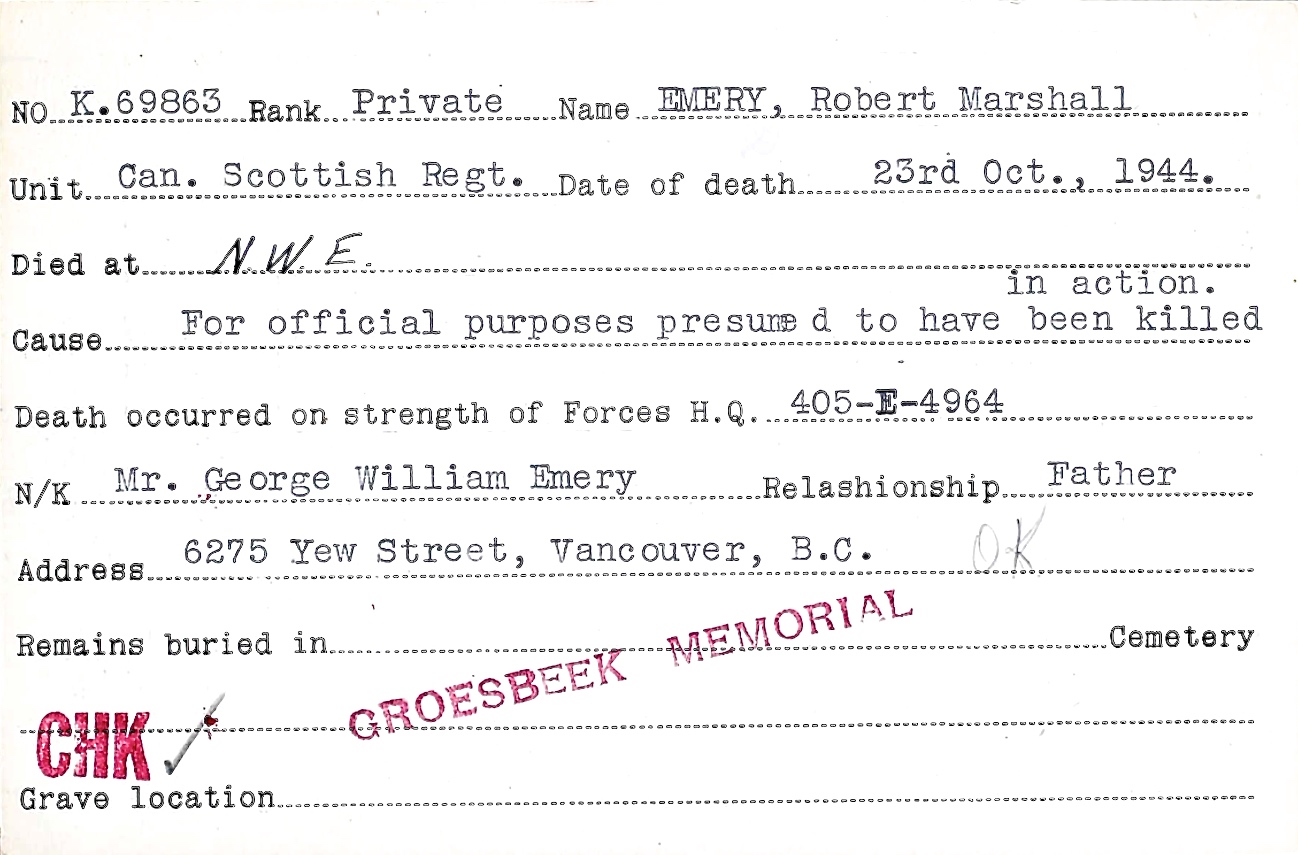 NO K.69863 Rank Private Name EMERY, Robert Marshall
Unit Can. Scottish Regt. Date of death 23rd Oct., 1944.
Died at N.W.E.
in action.
Cause For official purposes presumed to have been killed
Death occurred on strength of Forces H.Q. 405-E-4964
N/K Mr. George William Emery Relashionship Father
Address 6275 Yew Street, Vancouver, B.C. OK
Remains buried in Cemetery
GROESBEEK MEMORIAL
CHK
Grave location